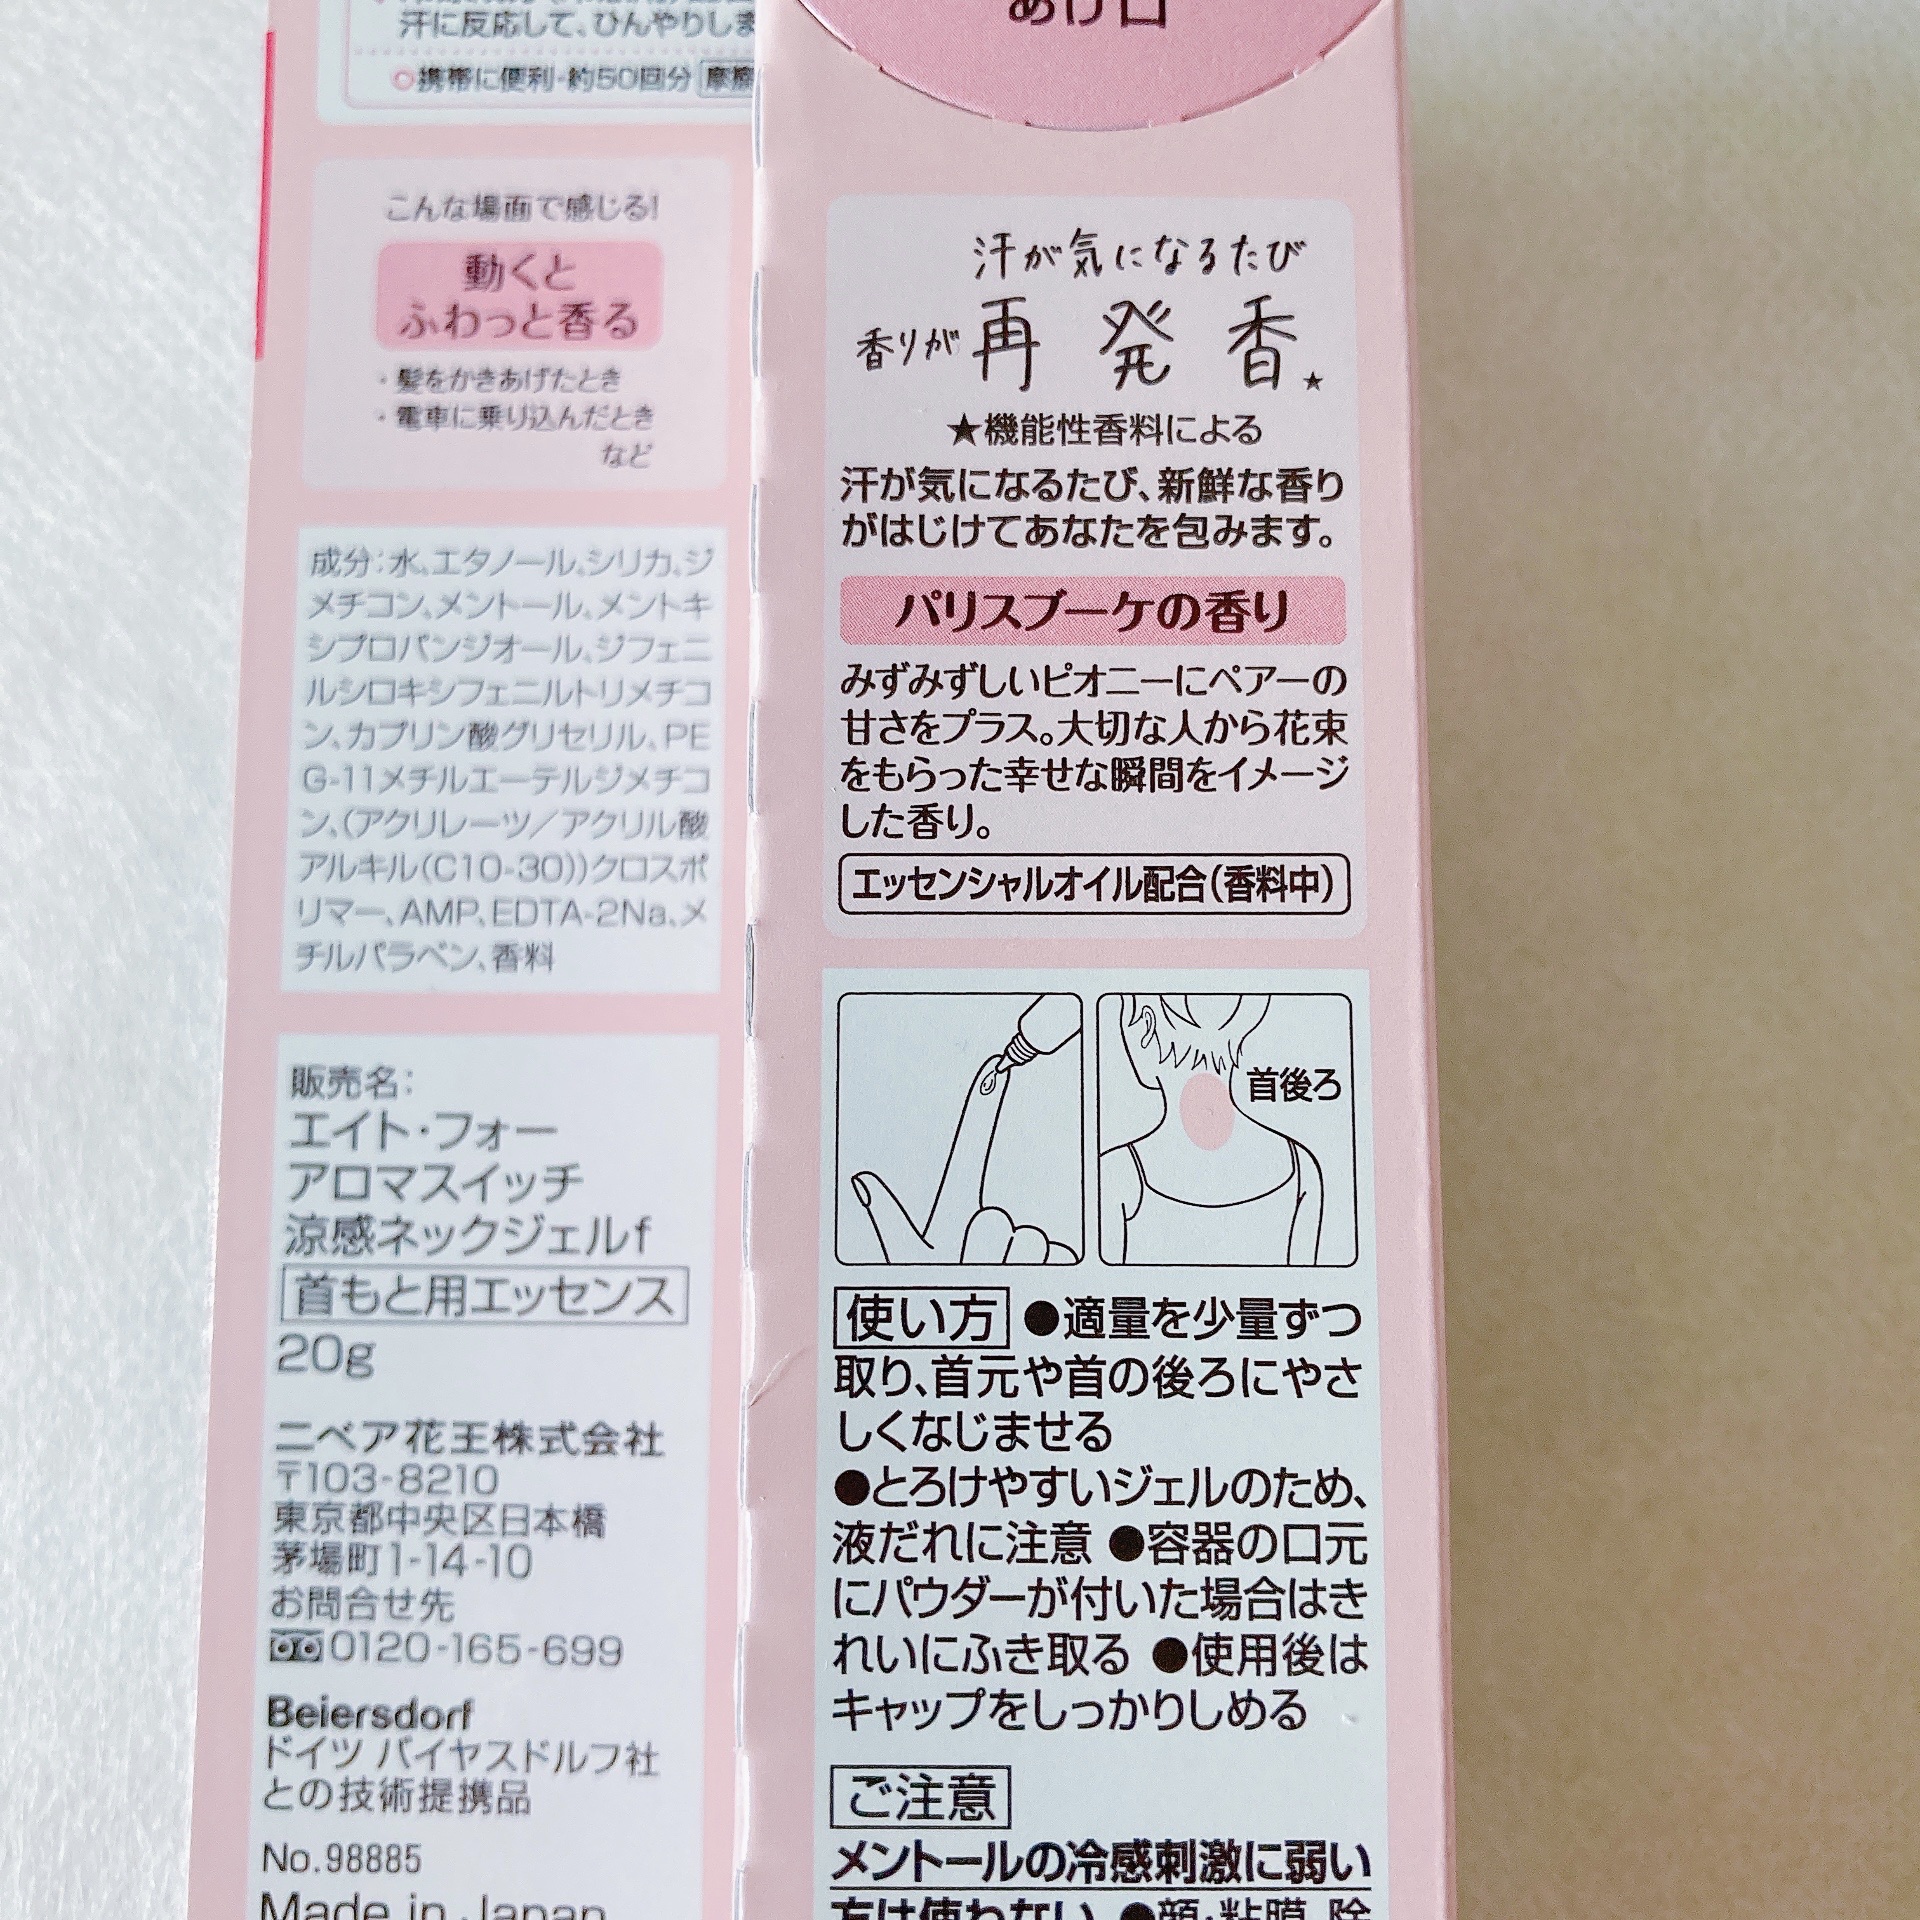 汗に反応して、ひんやりしま
携帯に便利・約50回分
こんな場面で感じる!
動くと
ふわっと香る
・髪をかきあげたとき
・電車に乗り込んだとき
など
成分:水、エタノール、シリカ、ジ
メチコン、メントール、メントキ
シプロパンジオール、ジフェニ
ルシロキシフェニルトリメチコ
ン、カプリン酸グリセリル、PE
G-11メチルエーテルジメチコ
ン、(アクリレーツ/アクリル酸
アルキル(C10-30))クロスポ
リマー、AMP、EDTA-2Na、メ
チルパラベン、香料
販売名:
エイト・フォー
アロマスイッチ
涼感ネックジェルf
首もと用エッセンス
20g
ニベア花王株式会社
〒103-8210
東京都中央区日本橋
茅場町1-14-10
お問合せ先
0120-165-699
Beiersdorf
ドイツ バイヤスドルフ社
との技術提携品
No.98885
Made in Japan
あけ口
汗が気になるたび
香りが再発香★
★機能性香料による
汗が気になるたび、新鮮な香り
がはじけてあなたを包みます。
パリスブーケの香り
みずみずしいピオニーにペアーの
甘さをプラス。大切な人から花束
をもらった幸せな瞬間をイメージ
した香り。
エッセンシャルオイル配合(香料中)
首後ろ
使い方 ●適量を少量ずつ
取り、首元や首の後ろにやさ
しくなじませる
●とろけやすいジェルのため、
液だれに注意 ●容器の口元
にパウダーが付いた場合はき
れいにふき取る ●使用後は
キャップをしっかりしめる
ご注意
メントールの冷感刺激に弱い
方は使わない ●顔・粘膜、除